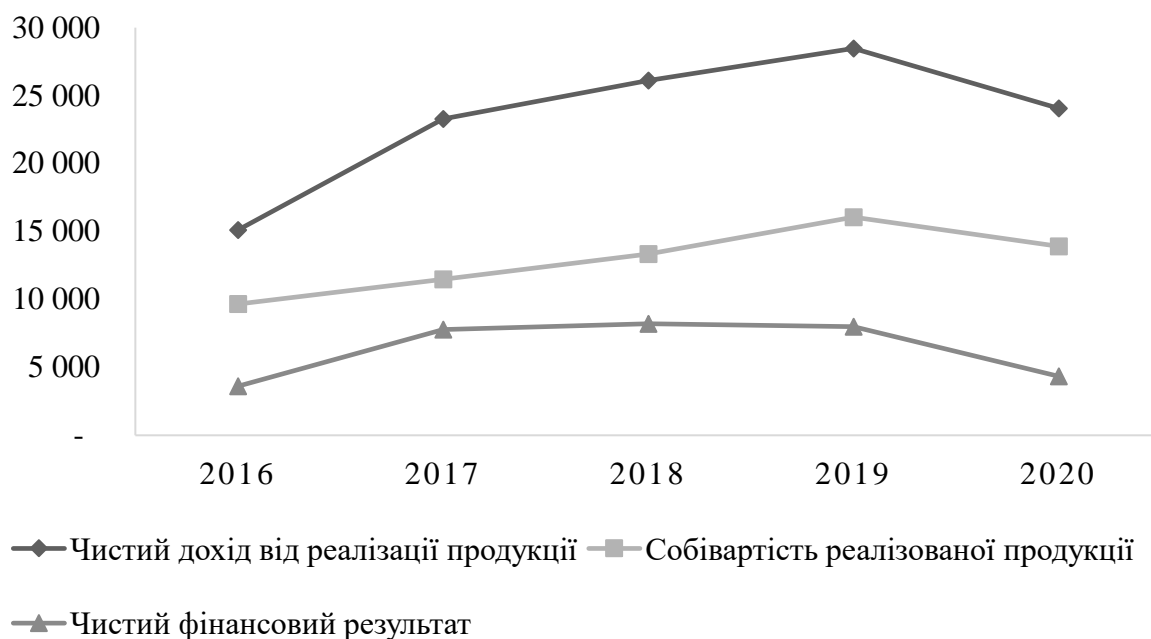 30 000
25 000
20 000
15 000
10 000
5 000
-
2016 2017 2018 2019 2020
Чистий дохід від реалізації продукції Собівартість реалізованої продукції
Чистий фінансовий результат